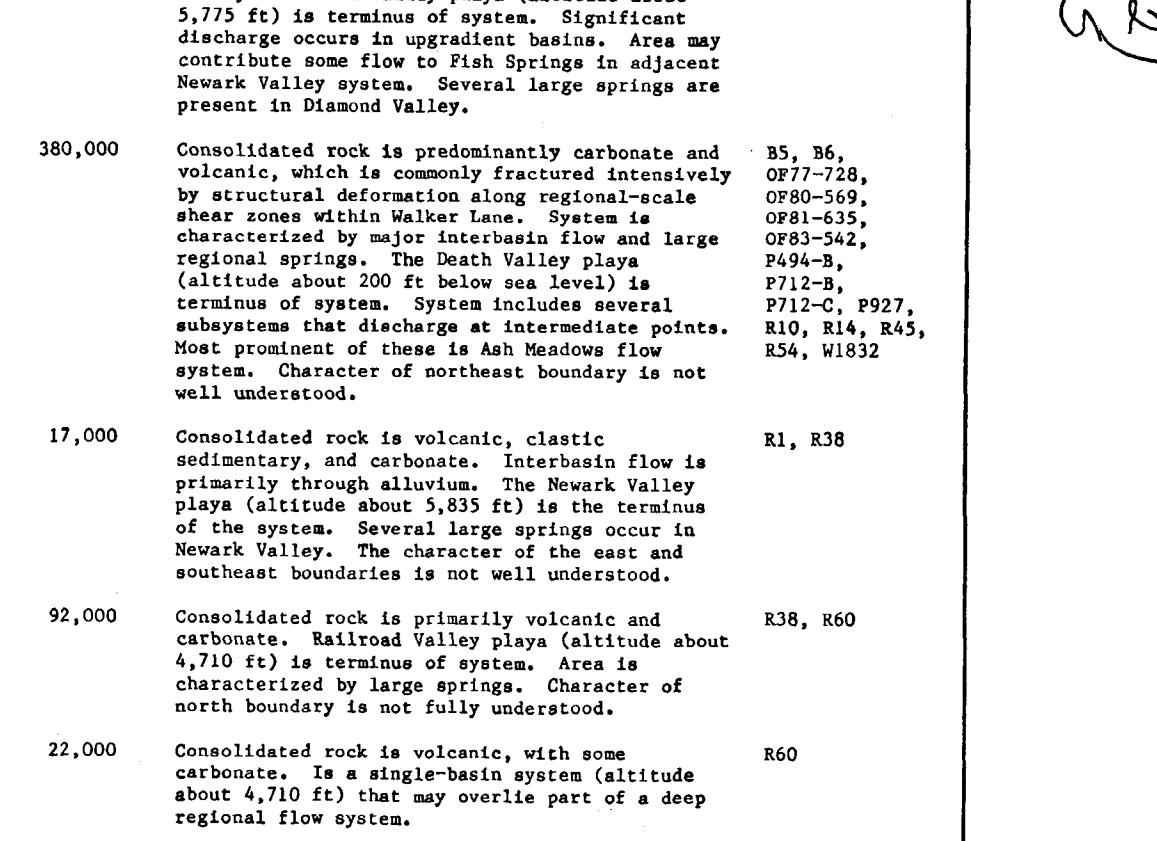 5,775 ft) is terminus of system. Significant
discharge occurs in upgradient basins. Area may
contribute some flow to Fish Springs in adjacent
Newark Valley system. Several large springs are
present in Diamond Valley.
380,000 Consolidated rock is predominantly carbonate and B5, B6,
volcanic, which is commonly fractured intensively OF77-728,
by structural deformation along regional-scale OF80-569,
shear zones within Walker Lane. System is OF81-635,
characterized by major interbasin flow and large OF83-542,
regional springs. The Death Valley playa P494-B,
(altitude about 200 ft below sea level) is P712-B,
terminus of system. System includes several P712-C, P927,
subsystems that discharge at intermediate points. R10, R14, R45,
Most prominent of these is Ash Meadows flow R54, W1832
system. Character of northeast boundary is not
well understood.
17,000 Consolidated rock is volcanic, clastic R1, R38
sedimentary, and carbonate. Interbasin flow is
primarily through alluvium. The Newark Valley
playa (altitude about 5,835 ft) is the terminus
of the system. Several large springs occur in
Newark Valley. The character of the east and
southeast boundaries is not well understood.
92,000 Consolidated rock is primarily volcanic and R38, R60
carbonate. Railroad Valley playa (altitude about
4,710 ft) is terminus of system. Area is
characterized by large springs. Character of
north boundary is not fully understood.
22,000 Consolidated rock is volcanic, with some R60
carbonate. Is a single-basin system (altitude
about 4,710 ft) that may overlie part of a deep
regional flow system.